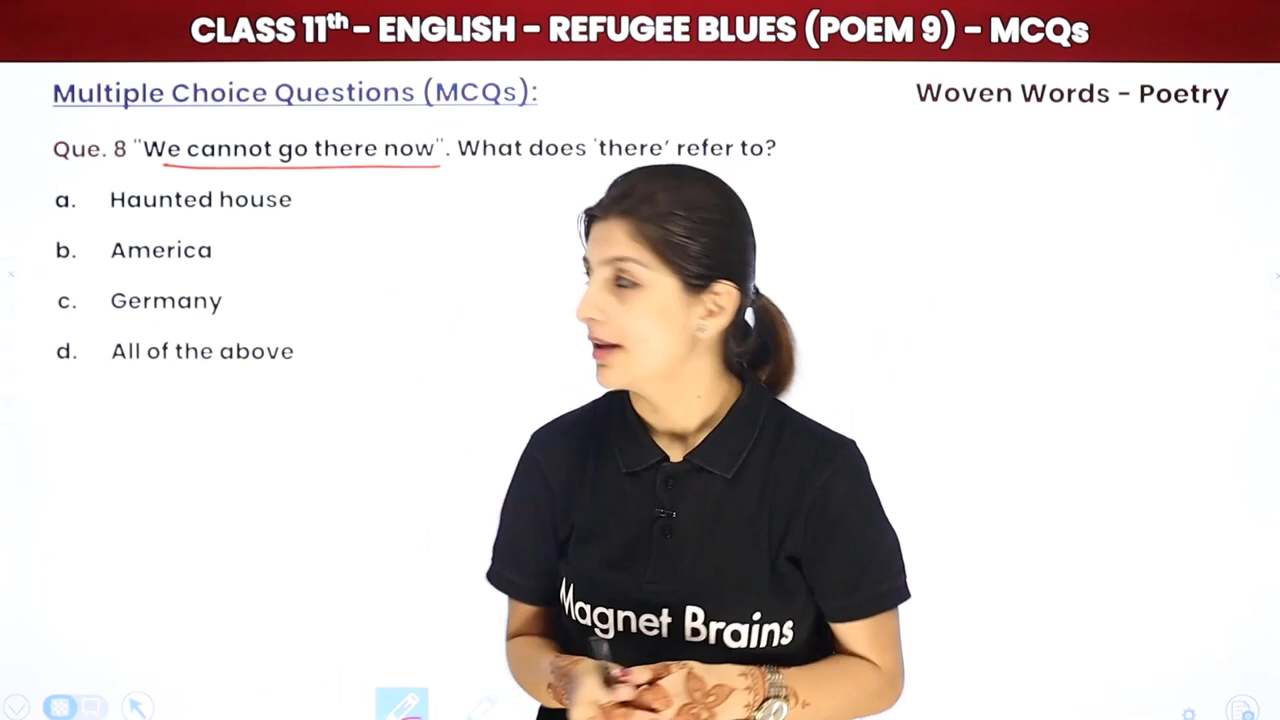 CLASS 11th - ENGLISH - REFUGEE BLUES (POEM 9) - MCQs
Multiple Choice Questions (MCQs):
Woven Words - Poetry
Que. 8 "We cannot go there now". What does 'there' refer to?
a. Haunted house
b. America
c. Germany
d. All of the above
Magnet Brains